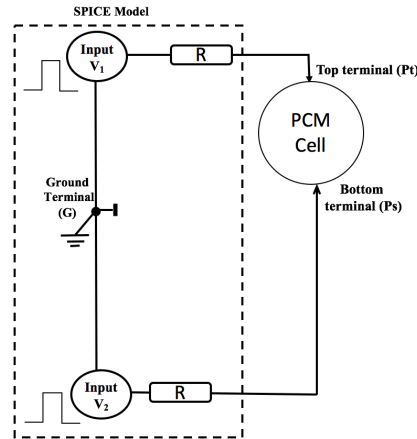 SPICE Model
Input
V₁
R
Top terminal (Pt)
PCM
Cell
Ground
Terminal
(G)
Bottom
terminal (Ps)
Input
V₂
R